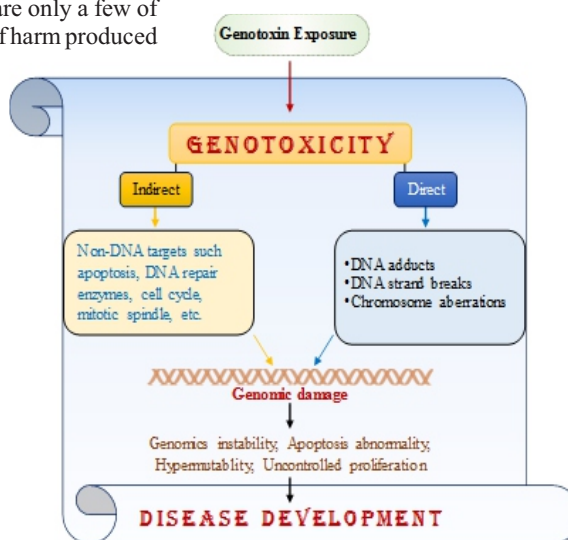 are only a few of
f harm produced
Genotoxin Exposure
GENOTOXICITY
Indirect
Direct
Non-DNA targets such
apoptosis, DNA repair
enzymes, cell cycle,
mitotic spindle, etc.
•DNA adducts
•DNA strand breaks
•Chromosome aberrations
Genomic damage
Genomics instability, Apoptosis abnormality,
Hypermutablity, Uncontrolled proliferation
DISEASE DEVELOPMENT